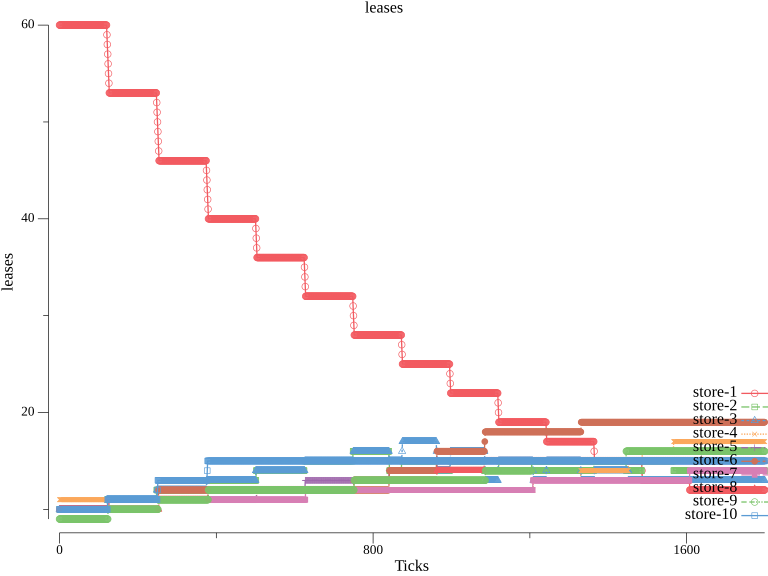 leases
60
40
20
leases
0
800
1600
Ticks
store-1
store-2
store-3
store-4
store-5
store-6
store-7
store-8
store-9
store-10